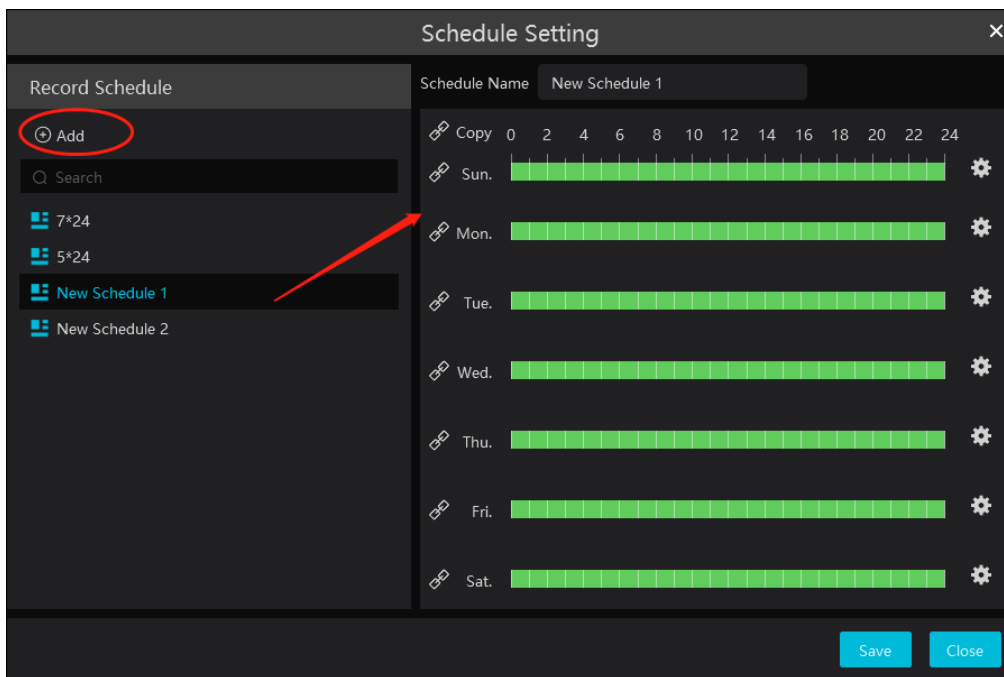 Schedule Setting
Record Schedule
Add
Search
7*24
5*24
New Schedule 1
New Schedule 2
Schedule Name New Schedule 1
Copy 0 2 4 6 8 10 12 14 16 18 20 22 24
Sun.
Mon.
Tue.
Wed.
Thu.
Fri.
Sat.
Save Close